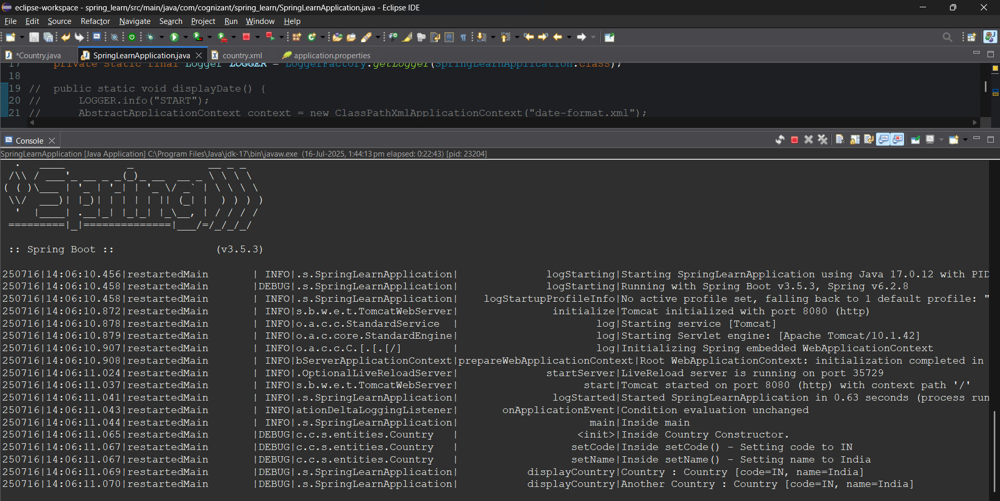 eclipse-workspace - spring_learn/src/main/java/com/cognizant/spring_learn/SpringLearnApplication.java - Eclipse IDE
File Edit Source Refactor Navigate Search Project Run Window Help
*Country.java SpringLearnApplication.java country.xml application.properties
17 private static final Logger LOGGER = LoggerFactory.getLogger(SpringLearnApplication.class);
18
19 // public static void displayDate() {
20 // LOGGER.info("START");
21 // AbstractApplicationContext context = new ClassPathXmlApplicationContext("date-format.xml");
Console
SpringLearnApplication [Java Application] C:\Program Files\Java\jdk-17\bin\javaw.exe (16-Jul-2025, 1:44:13 pm elapsed: 0:22:43) [pid: 23204]
  .   ____          _            __ _ _
 /\\ / ___'_ __ _ _(_)_ __  __ _ \ \ \ \
( ( )\___ | '_ | '_| | '_ \/ _` | \ \ \ \
 \\/  ___)| |_)| | | | | || (_| |  ) ) ) )
  '  |____| .__|_| |_|_| |_\__, | / / / /
 =========|_|==============|___/=/_/_/_/
:: Spring Boot :: (v3.5.3)
250716|14:06:10.456|restartedMain | INFO|.s.SpringLearnApplication| logStarting|Starting SpringLearnApplication using Java 17.0.12 with PID
250716|14:06:10.458|restartedMain |DEBUG|.s.SpringLearnApplication| logStarting|Running with Spring Boot v3.5.3, Spring v6.2.8
250716|14:06:10.458|restartedMain | INFO|.s.SpringLearnApplication| logStartupProfileInfo|No active profile set, falling back to 1 default profile: "
250716|14:06:10.872|restartedMain | INFO|s.b.w.e.t.TomcatWebServer| initialize|Tomcat initialized with port 8080 (http)
250716|14:06:10.878|restartedMain | INFO|o.a.c.c.StandardService | log|Starting service [Tomcat]
250716|14:06:10.879|restartedMain | INFO|o.a.c.core.StandardEngine| log|Starting Servlet engine: [Apache Tomcat/10.1.42]
250716|14:06:10.907|restartedMain | INFO|o.a.c.c.C.[.[.[/] | log|Initializing Spring embedded WebApplicationContext
250716|14:06:10.908|restartedMain | INFO|bServerApplicationContext|prepareWebApplicationContext|Root WebApplicationContext: initialization completed in
250716|14:06:11.024|restartedMain | INFO|.OptionalLiveReloadServer| startServer|LiveReload server is running on port 35729
250716|14:06:11.037|restartedMain | INFO|s.b.w.e.t.TomcatWebServer| start|Tomcat started on port 8080 (http) with context path '/'
250716|14:06:11.041|restartedMain | INFO|.s.SpringLearnApplication| logStarted|Started SpringLearnApplication in 0.63 seconds (process run
250716|14:06:11.043|restartedMain | INFO|ationDeltaLoggingListener| onApplicationEvent|Condition evaluation unchanged
250716|14:06:11.044|restartedMain | INFO|.s.SpringLearnApplication| main|Inside main
250716|14:06:11.065|restartedMain |DEBUG|c.c.s.entities.Country | <init>|Inside Country Constructor.
250716|14:06:11.067|restartedMain |DEBUG|c.c.s.entities.Country | setCode|Inside setCode() - Setting code to IN
250716|14:06:11.067|restartedMain |DEBUG|c.c.s.entities.Country | setName|Inside setName() - Setting name to India
250716|14:06:11.069|restartedMain |DEBUG|.s.SpringLearnApplication| displayCountry|Country : Country [code=IN, name=India]
250716|14:06:11.070|restartedMain |DEBUG|.s.SpringLearnApplication| displayCountry|Another Country : Country [code=IN, name=India]